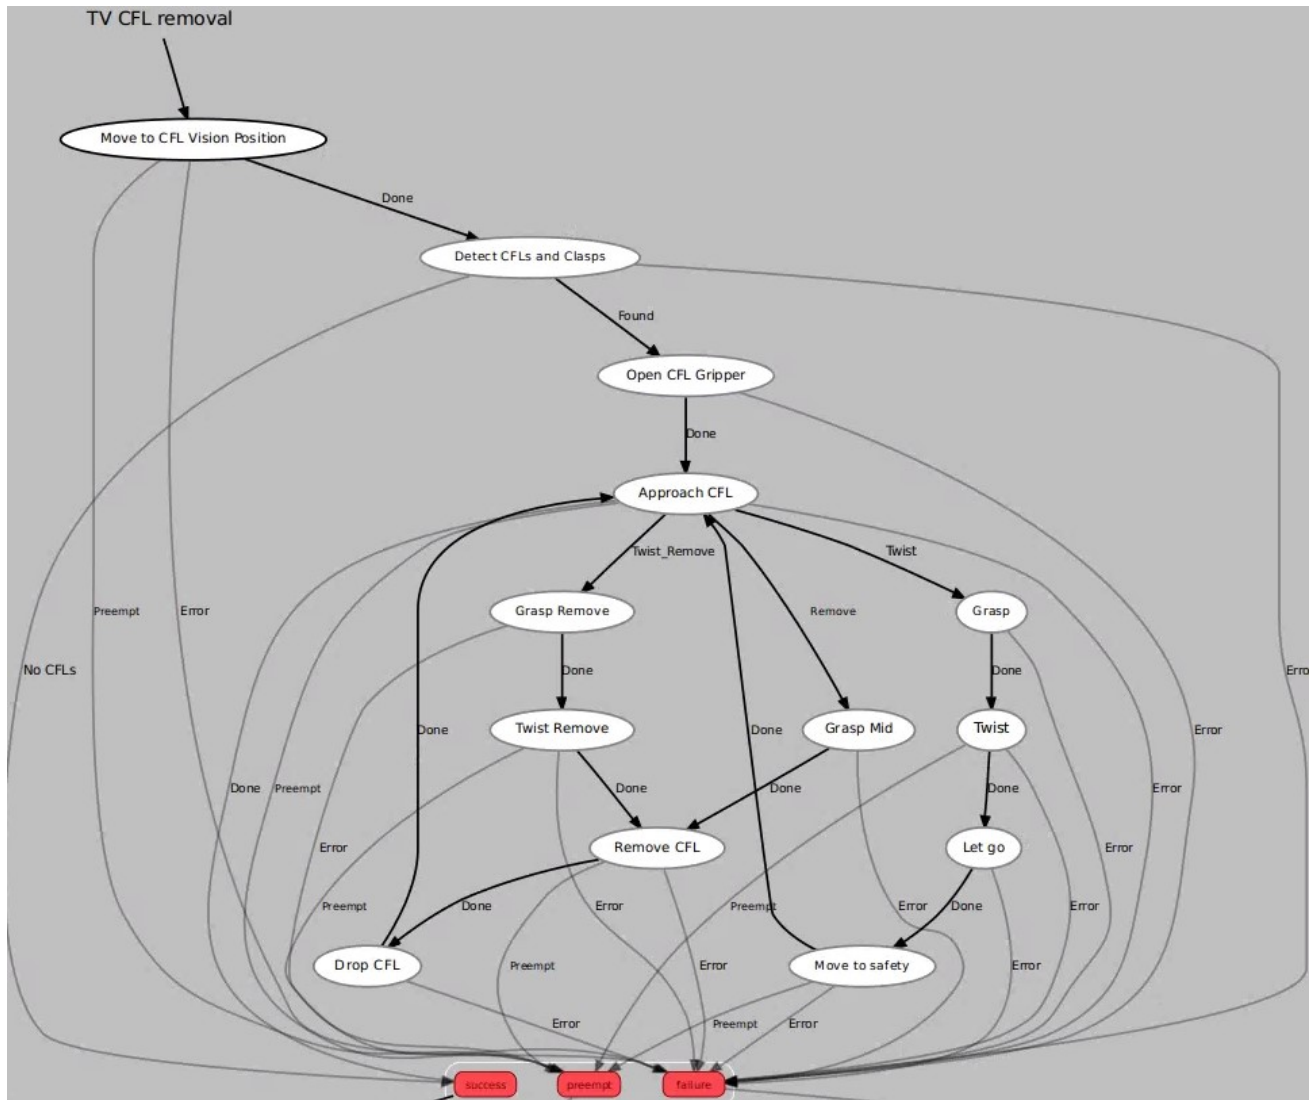 TV CFL removal
Move to CFL Vision Position
Done
Detect CFLs and Clasps
Found
Open CFL Gripper
Done
Approach CFL
Twist_Remove
Twist
Grasp Remove
Preempt
Error
Remove
Grasp
No CFLs
Done
Done
Erro
Twist Remove
Grasp Mid
Twist
Done
Done
Error
Done
Preempt
Done
Done
Done
Error
Error
Remove CFL
Let go
Error
Preempt
Done
Error
Preempt
Error
Done
Error
Drop CFL
Preempt
Error
Move to safety
Error
Error
Preempt
Error
success
preempt
failure